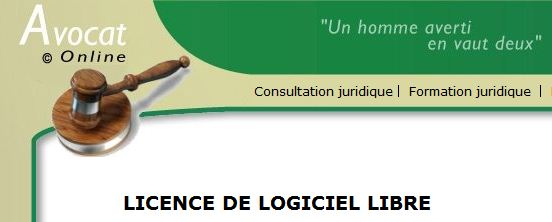 Avocat
© Online
"Un homme averti
en vaut deux"
Consultation juridique | Formation juridique |
LICENCE DE LOGICIEL LIBRE